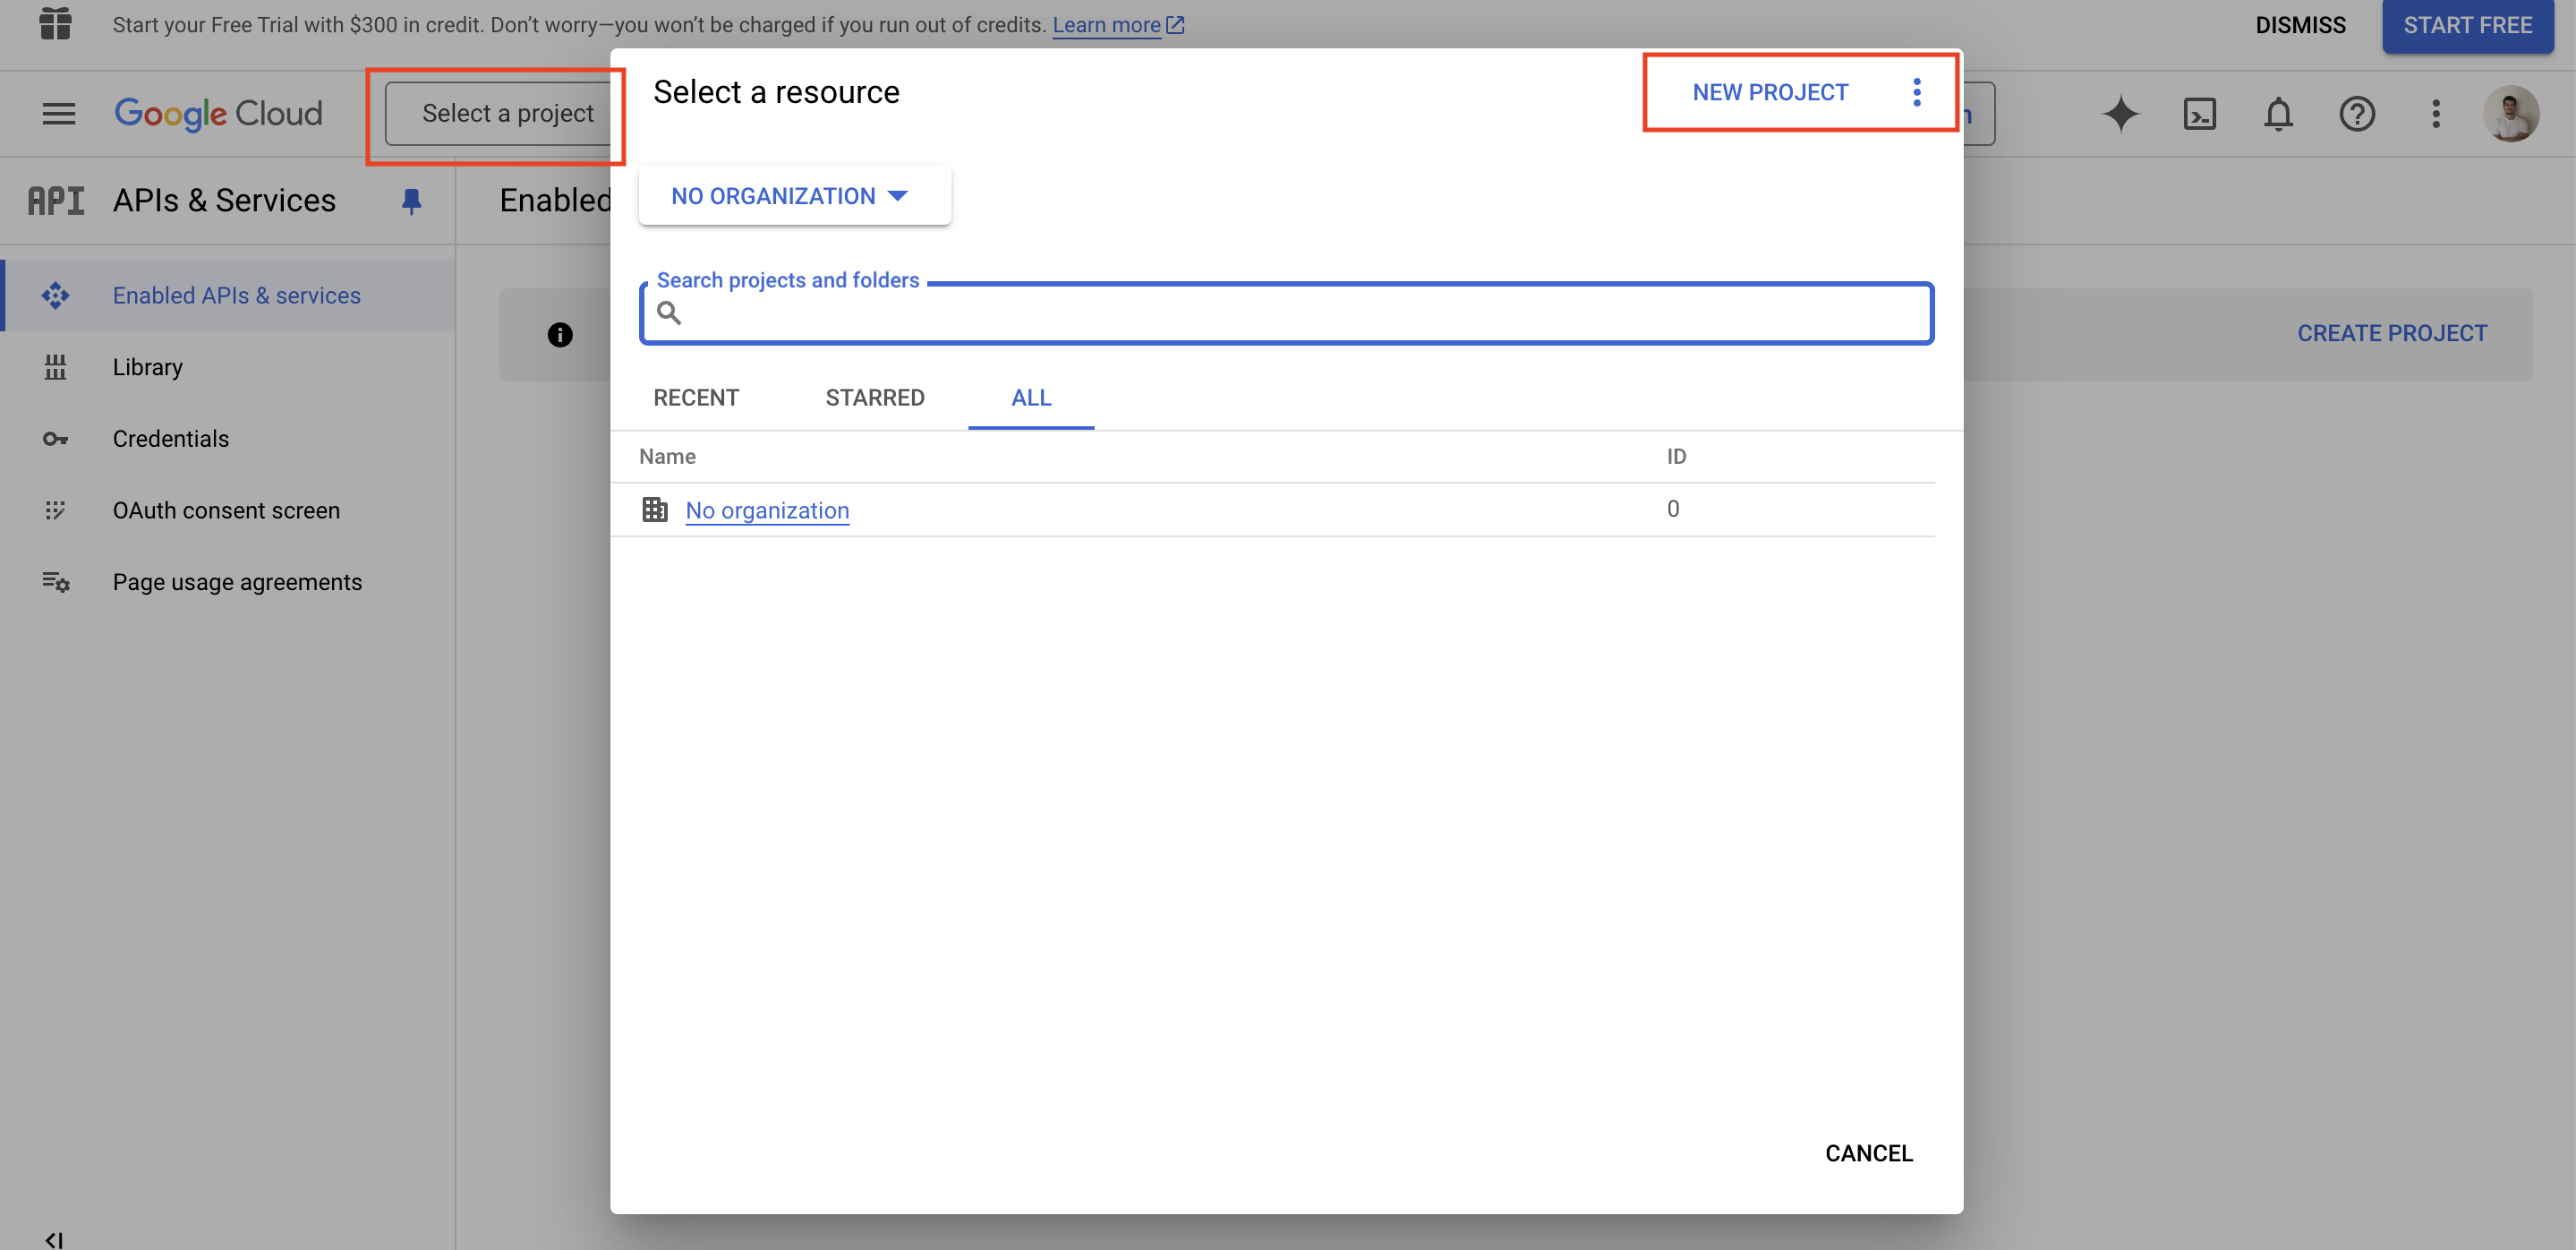 Start your Free Trial with $300 in credit. Don't worry—you won't be charged if you run out of credits. Learn more
DISMISS
START FREE
Google Cloud
Select a project
Select a resource
NEW PROJECT
API
APIs & Services
Enabled
NO ORGANIZATION
Enabled APIs & services
Library
Credentials
OAuth consent screen
Page usage agreements
Search projects and folders
CREATE PROJECT
RECENT
STARRED
ALL
Name
ID
No organization
0
CANCEL